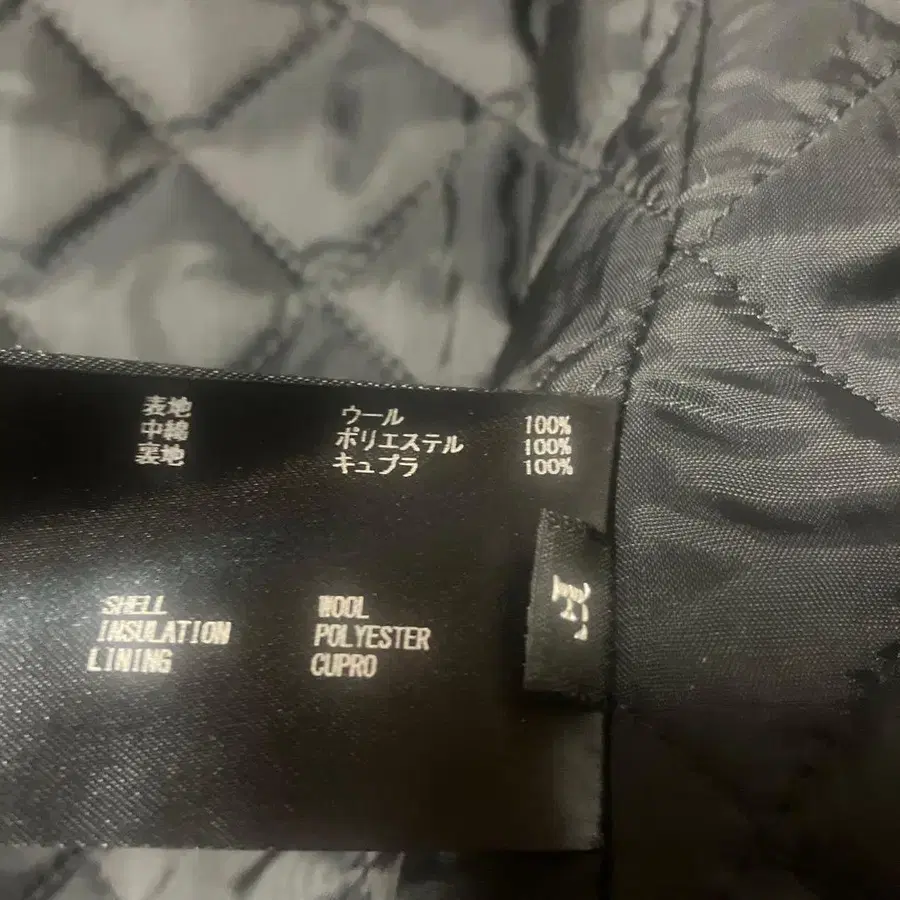 表地 ウール 100%
中綿 ポリエステル 100%
裏地 キュプラ 100%
SHELL WOOL
INSULATION POLYESTER
LINING CUPRO